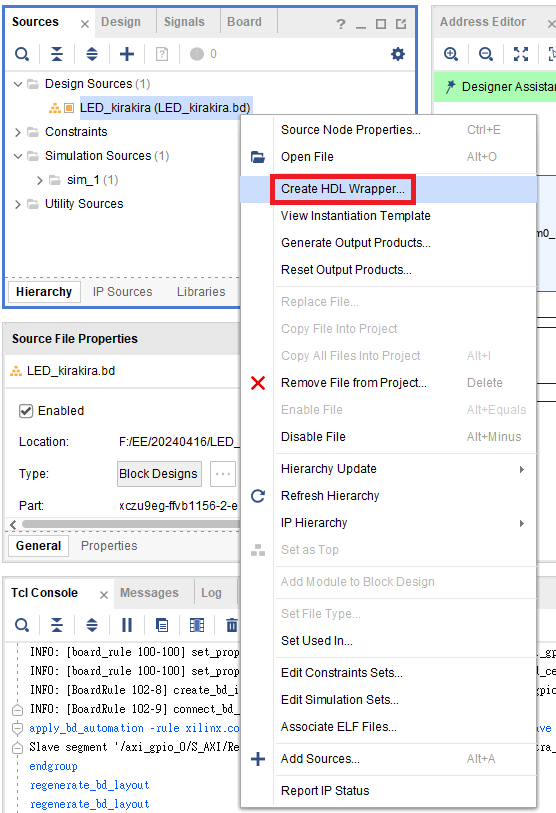 Sources
Design
Signals
Board
?
Address Editor
0
Designer Assistan
Design Sources (1)
LED_kirakira (LED_kirakira.bd)
Constraints
Simulation Sources (1)
sim_1 (1)
Utility Sources
Hierarchy
IP Sources
Libraries
Source Node Properties... Ctrl+E
Open File Alt+O
Create HDL Wrapper...
View Instantiation Template
Generate Output Products...
Reset Output Products...
Replace File...
Copy File Into Project
Copy All Files Into Project Alt+I
Remove File from Project... Delete
Enable File Alt+Equals
Disable File Alt+Minus
Hierarchy Update
Refresh Hierarchy
IP Hierarchy
Set as Top
Add Module to Block Design
Set File Type...
Set Used In...
Edit Constraints Sets...
Edit Simulation Sets...
Associate ELF Files...
Add Sources... Alt+A
Report IP Status
m0_
Source File Properties
LED_kirakira.bd
Enabled
Location: F:/EE/20240416/LED_
Type: Block Designs ...
Part: xczu9eg-ffvb1156-2-e
General
Properties
Tcl Console
Messages
Log
INFO: [board_rule 100-100] set_prop
INFO: [board_rule 100-100] set_prop
INFO: [BoardRule 102-8] create_bd_i
INFO: [BoardRule 102-9] connect_bd_
apply_bd_automation -rule xilinx.co
Slave segment '/axi_gpio_0/S_AXI/Re
endgroup
regenerate_bd_layout
regenerate_bd_layout